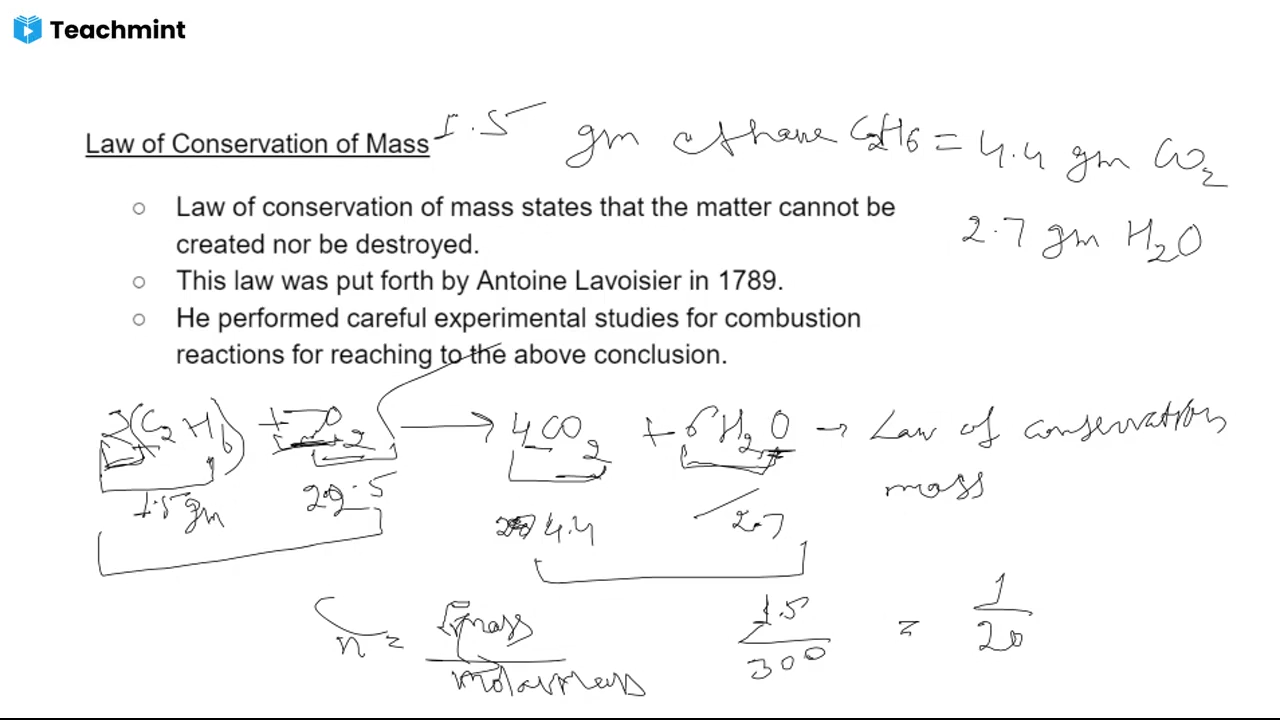 Teachmint
Law of Conservation of Mass 1.5 gm ethane C2H6 = 4.4 gm CO2
2.7 gm H2O
Law of conservation of mass states that the matter cannot be
created nor be destroyed.
This law was put forth by Antoine Lavoisier in 1789.
He performed careful experimental studies for combustion
reactions for reaching to the above conclusion.
2(C2H6) + 7O2 → 4CO2 + 6H2O → Law of conservation
mass
1.5 gm 4.4 2.7
n = mass / molar mass 15/300 = 1/20